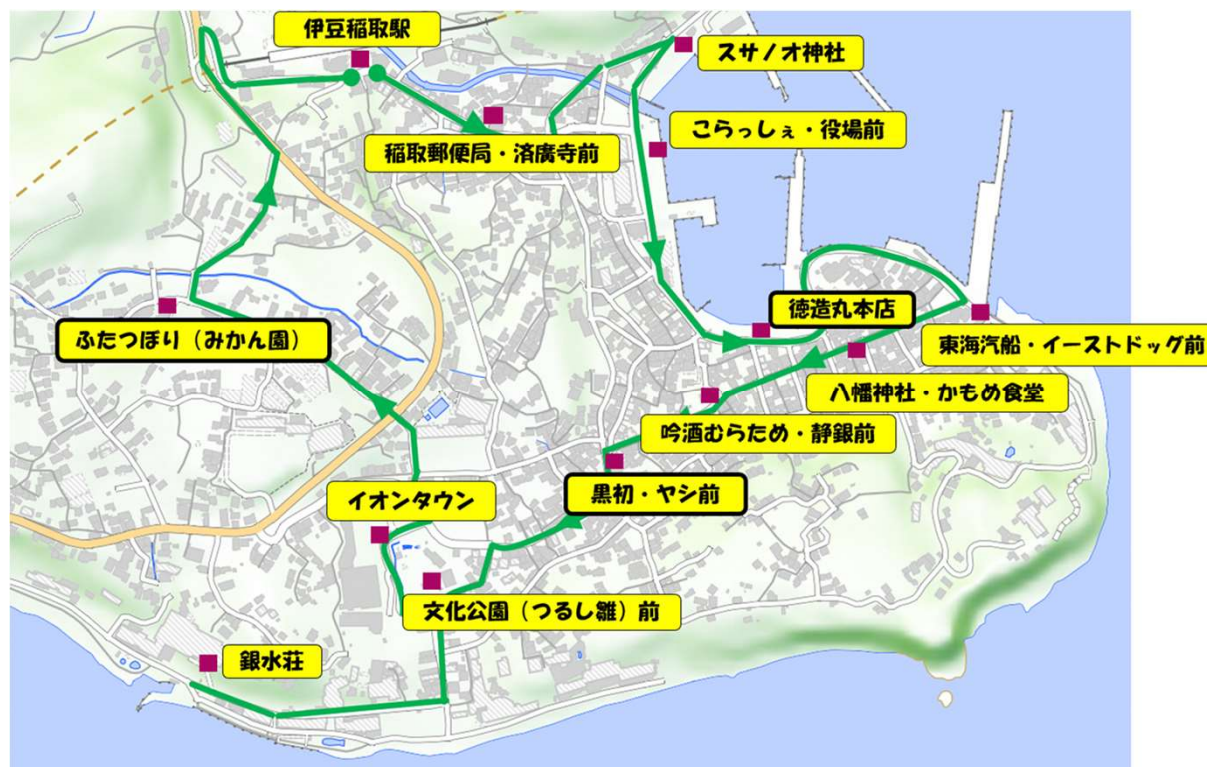 伊豆稲取駅
スサノオ神社
こらっしぇ・役場前
稲取郵便局・済廣寺前
徳造丸本店
ふたつぼり（みかん園）
東海汽船・イーストドッグ前
八幡神社・かもめ食堂
吟酒むらため・静銀前
黒初・ヤシ前
イオンタウン
文化公園（つるし雛）前
銀水荘